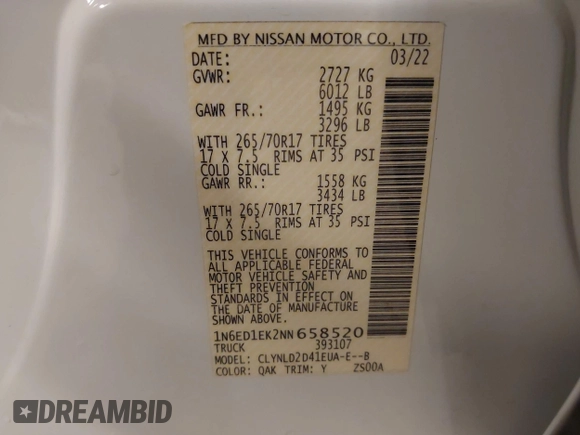 MFD BY NISSAN MOTOR CO., LTD.
DATE: 03/22
GVWR: 2727 KG
6012 LB
GAWR FR.: 1495 KG
3296 LB
WITH 265/70R17 TIRES
17 X 7.5 RIMS AT 35 PSI
COLD SINGLE
GAWR RR.: 1558 KG
3434 LB
WITH 265/70R17 TIRES
17 X 7.5 RIMS AT 35 PSI
COLD SINGLE
THIS VEHICLE CONFORMS TO
ALL APPLICABLE FEDERAL
MOTOR VEHICLE SAFETY AND
THEFT PREVENTION
STANDARDS IN EFFECT ON
THE DATE OF MANUFACTURE
SHOWN ABOVE.
1N6ED1EK2NN658520
TRUCK 393107
MODEL: CLYNLD2D41EUA-E--B
COLOR: QAK TRIM: Y ZS00A
DREAMBID